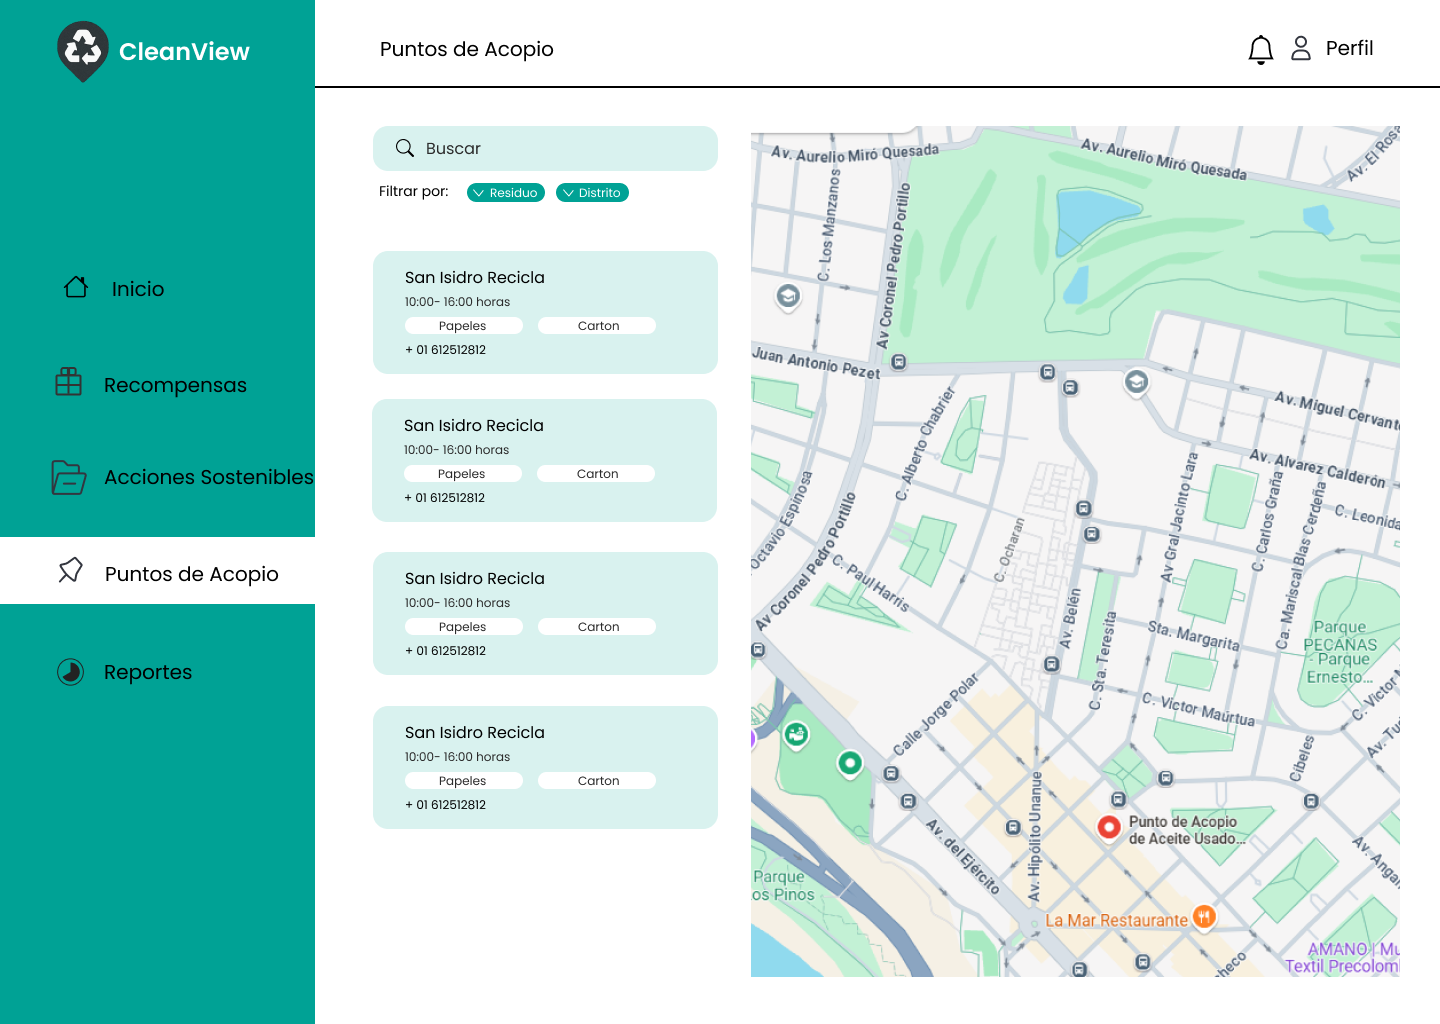 CleanView
Puntos de Acopio
Perfil
Inicio
Recompensas
Acciones Sostenibles
Puntos de Acopio
Reportes
Buscar
Filtrar por:
Residuo
Distrito
San Isidro Recicla
10:00- 16:00 horas
Papeles
Carton
+ 01 612512812
San Isidro Recicla
10:00- 16:00 horas
Papeles
Carton
+ 01 612512812
San Isidro Recicla
10:00- 16:00 horas
Papeles
Carton
+ 01 612512812
San Isidro Recicla
10:00- 16:00 horas
Papeles
Carton
+ 01 612512812
Av. Aurelio Miró Quesada
Av. Aurelio Miró Quesada
Av. El Rosa
C. Los Manzanos
Av Coronel Pedro Portillo
Juan Antonio Pezet
Av. Miguel Cervant
C. Alberto Chabrier
Av. Alvarez Calderón
Octavio Espinosa
Av Coronel Pedro Portillo
C. Ocharan
Av Gral Jacinto Lara
C. Carlos Graña
Ca. Mariscal Blas Cerdeña
C. Leonida
C. Paul Harris
Av. Belén
C. Sta. Teresita
Sta. Margarita
Parque
PECANAS
- Parque
Ernesto...
Calle Jorge Polar
C. Victor Maúrtua
C. Victor M
Av. Tu
Cibeles
Av. Hipólito Unanue
Punto de Acopio
de Aceite Usado...
Av. del Ejército
Av. Angam
Parque
os Pinos
La Mar Restaurante
AMANO | Mu
Textil Precolom
checo